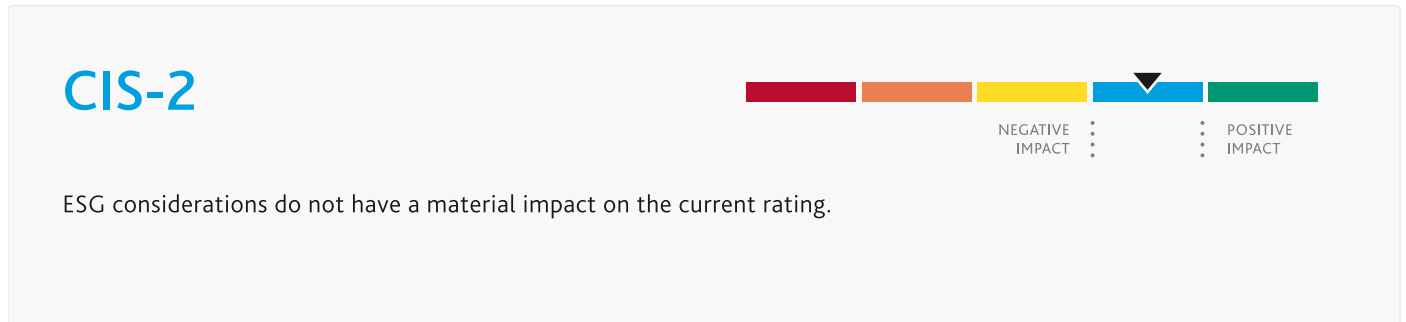 CIS-2
NEGATIVE
IMPACT
POSITIVE
IMPACT
ESG considerations do not have a material impact on the current rating.